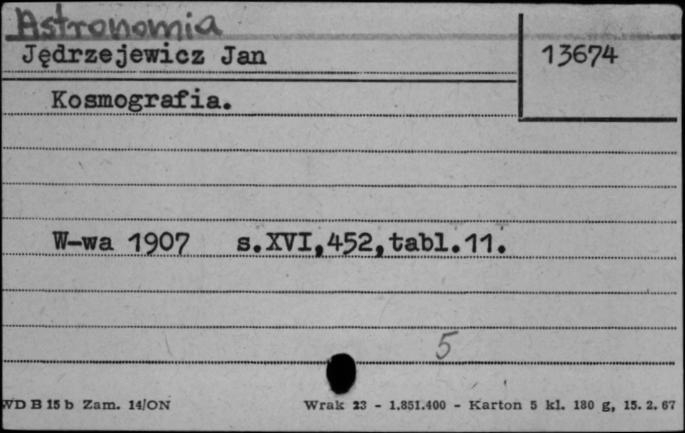 Astronomia
Jędrzejewicz Jan
13674
Kosmografia.
W-wa 1907 s.XVI,452,tabl.11.
5
WD B 15 b Zam. 14/ON
Wrak 23 - 1.851.400 - Karton 5 kl. 180 g, 15. 2. 67